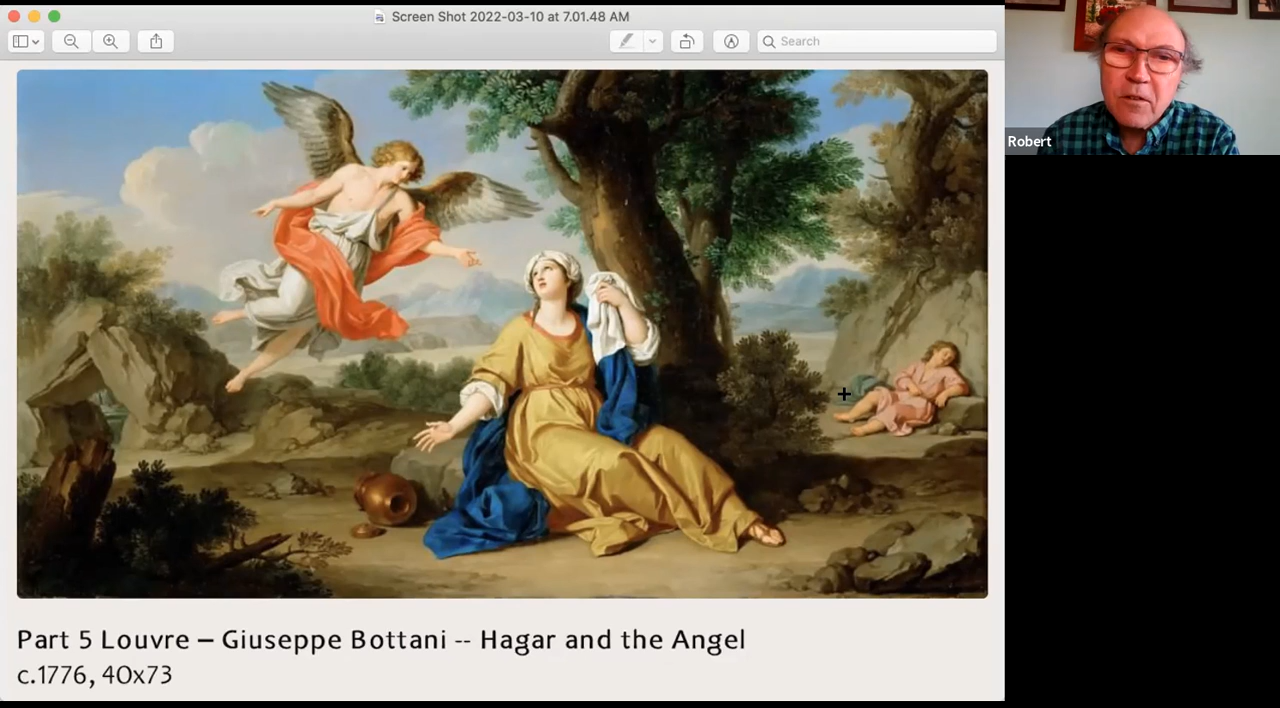 Screen Shot 2022-03-10 at 7.01.48 AM
Search
Robert
Part 5 Louvre – Giuseppe Bottani -- Hagar and the Angel
c.1776, 40x73